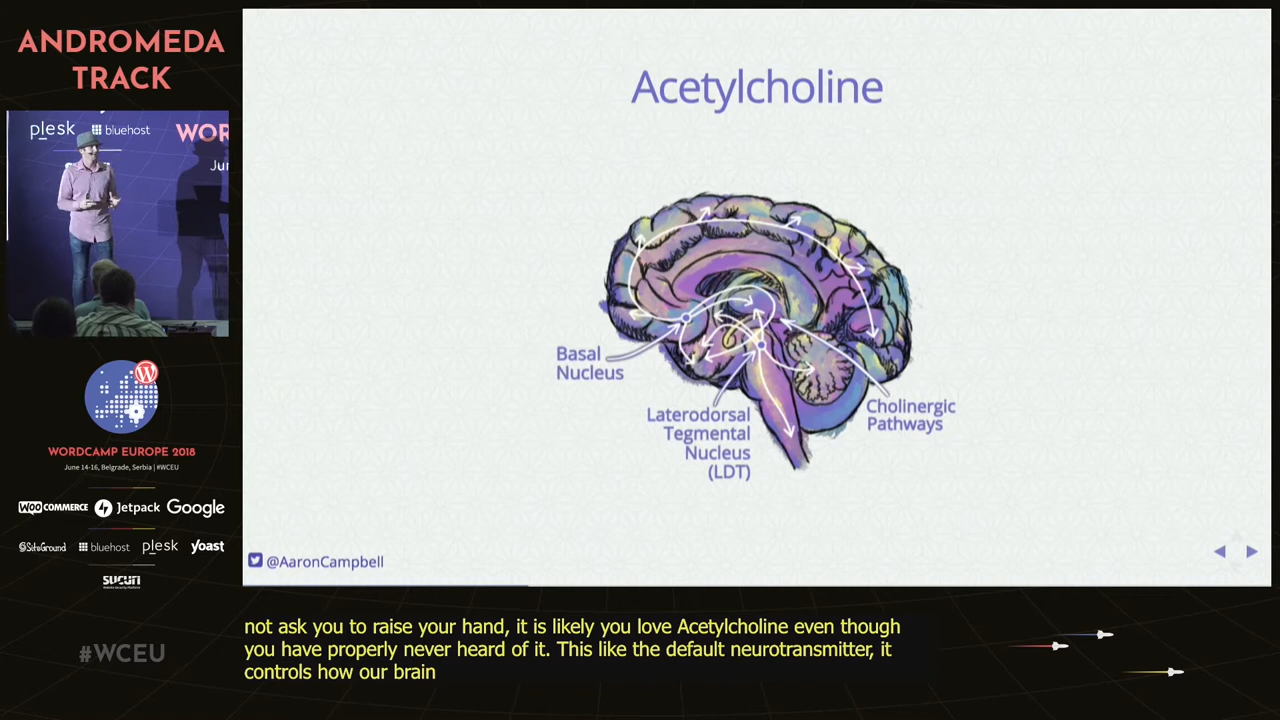 ANDROMEDA
TRACK
plesk bluehost WOR
Jur
WORDCAMP EUROPE 2018
June 14-16, Belgrade, Serbia | #WCEU
WOO COMMERCE Jetpack Google
SiteGround bluehost plesk yoast
SUCURI
#WCEU
Acetylcholine
Basal
Nucleus
Laterodorsal
Tegmental
Nucleus
(LDT)
Cholinergic
Pathways
@AaronCampbell
not ask you to raise your hand, it is likely you love Acetylcholine even though
you have properly never heard of it. This like the default neurotransmitter, it
controls how our brain